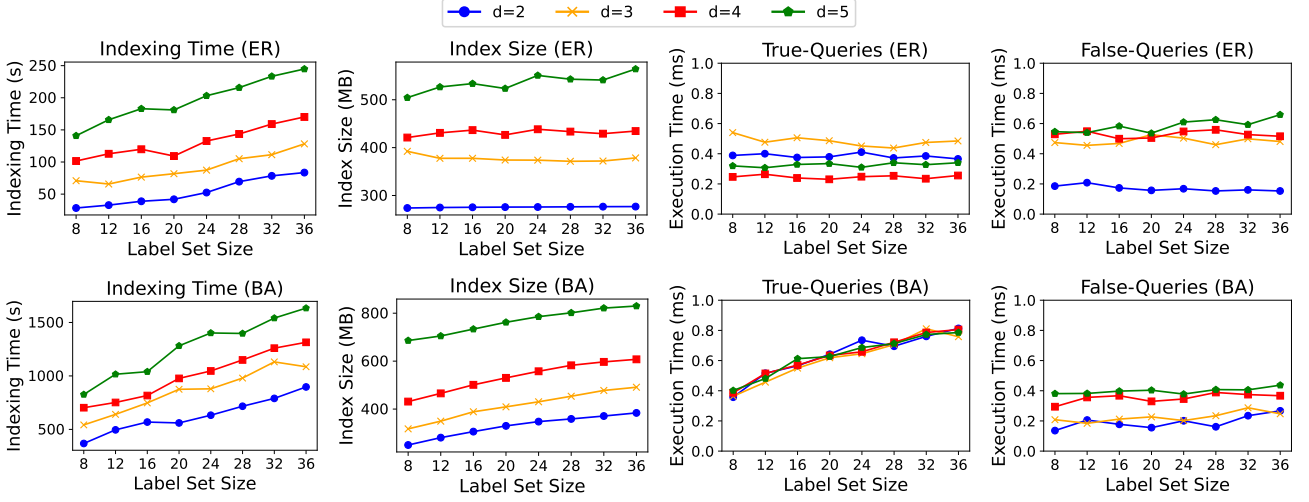 d=2 d=3 d=4 d=5
Indexing Time (ER)
Indexing Time (s)
250
200
150
100
50
8 12 16 20 24 28 32 36
Label Set Size
Index Size (ER)
Index Size (MB)
500
400
300
8 12 16 20 24 28 32 36
Label Set Size
True-Queries (ER)
Execution Time (ms)
1.0
0.8
0.6
0.4
0.2
0.0
8 12 16 20 24 28 32 36
Label Set Size
False-Queries (ER)
Execution Time (ms)
1.0
0.8
0.6
0.4
0.2
0.0
8 12 16 20 24 28 32 36
Label Set Size
Indexing Time (BA)
Indexing Time (s)
1500
1000
500
8 12 16 20 24 28 32 36
Label Set Size
Index Size (BA)
Index Size (MB)
800
600
400
8 12 16 20 24 28 32 36
Label Set Size
True-Queries (BA)
Execution Time (ms)
1.0
0.8
0.6
0.4
0.2
0.0
8 12 16 20 24 28 32 36
Label Set Size
False-Queries (BA)
Execution Time (ms)
1.0
0.8
0.6
0.4
0.2
0.0
8 12 16 20 24 28 32 36
Label Set Size